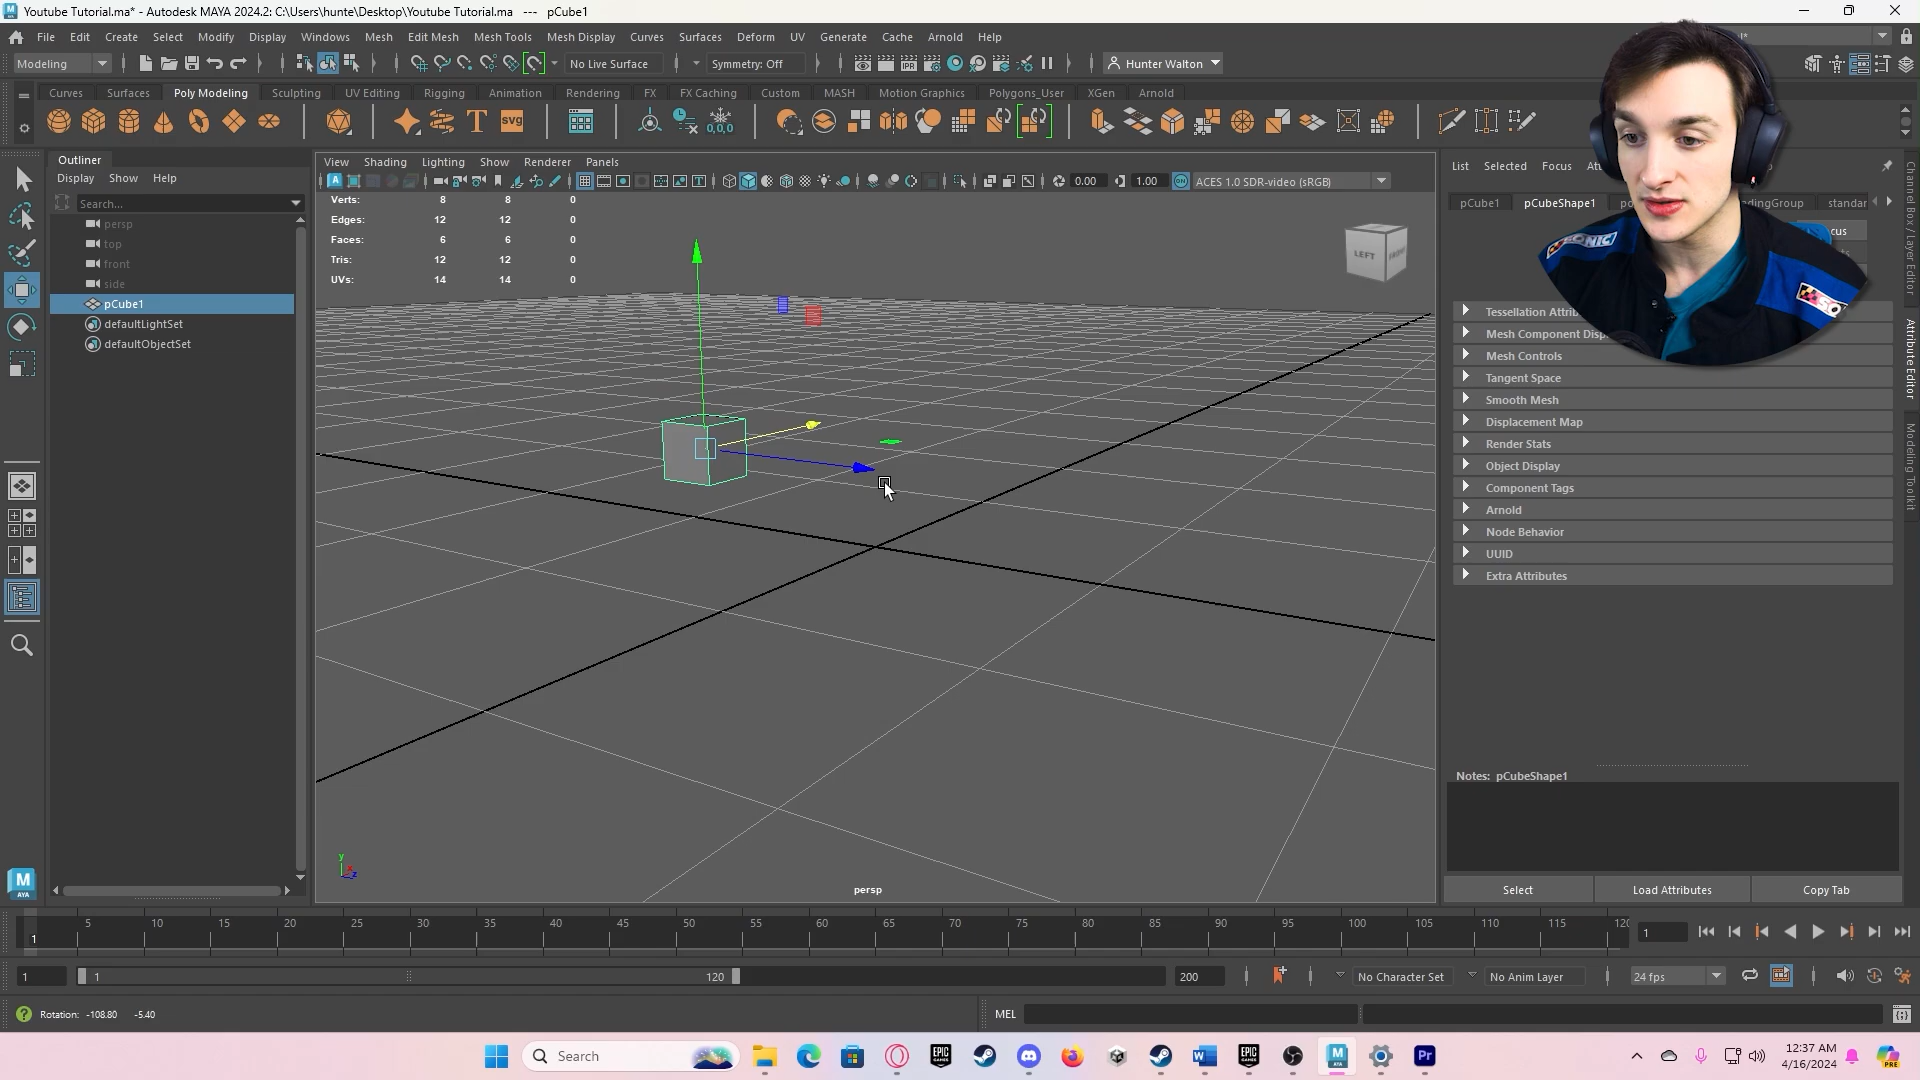 Youtube Tutorial.ma* - Autodesk MAYA 2024.2: C:\Users\hunte\Desktop\Youtube Tutorial.ma --- pCube1
File Edit Create Select Modify Display Windows Mesh Edit Mesh Mesh Tools Mesh Display Curves Surfaces Deform UV Generate Cache Arnold Help
Modeling No Live Surface Symmetry: Off Hunter Walton
Curves Surfaces Poly Modeling Sculpting UV Editing Rigging Animation Rendering FX FX Caching Custom MASH Motion Graphics Polygons_User XGen Arnold
Outliner
Display Show Help
Search...
persp
top
front
side
pCube1
defaultLightSet
defaultObjectSet
View Shading Lighting Show Renderer Panels
0.00 1.00 ACES 1.0 SDR-video (sRGB)
Verts: 8 8 0
Edges: 12 12 0
Faces: 6 6 0
Tris: 12 12 0
UVs: 14 14 0
LEFT
persp
List Selected Focus
pCube1 pCubeShape1
Tessellation
Mesh Component
Mesh Controls
Tangent Space
Smooth Mesh
Displacement Map
Render Stats
Object Display
Component Tags
Arnold
Node Behavior
UUID
Extra Attributes
Notes: pCubeShape1
Select Load Attributes Copy Tab
Channel Box / Layer Editor
Attribute Editor
Modeling Toolkit
SONIC
1 5 10 15 20 25 30 35 40 45 50 55 60 65 70 75 80 85 90 95 100 105 110 115 120 1
1 1 120 200 No Character Set No Anim Layer 24 fps
Rotation: -108.80 -5.40 MEL
Search
12:37 AM
4/16/2024